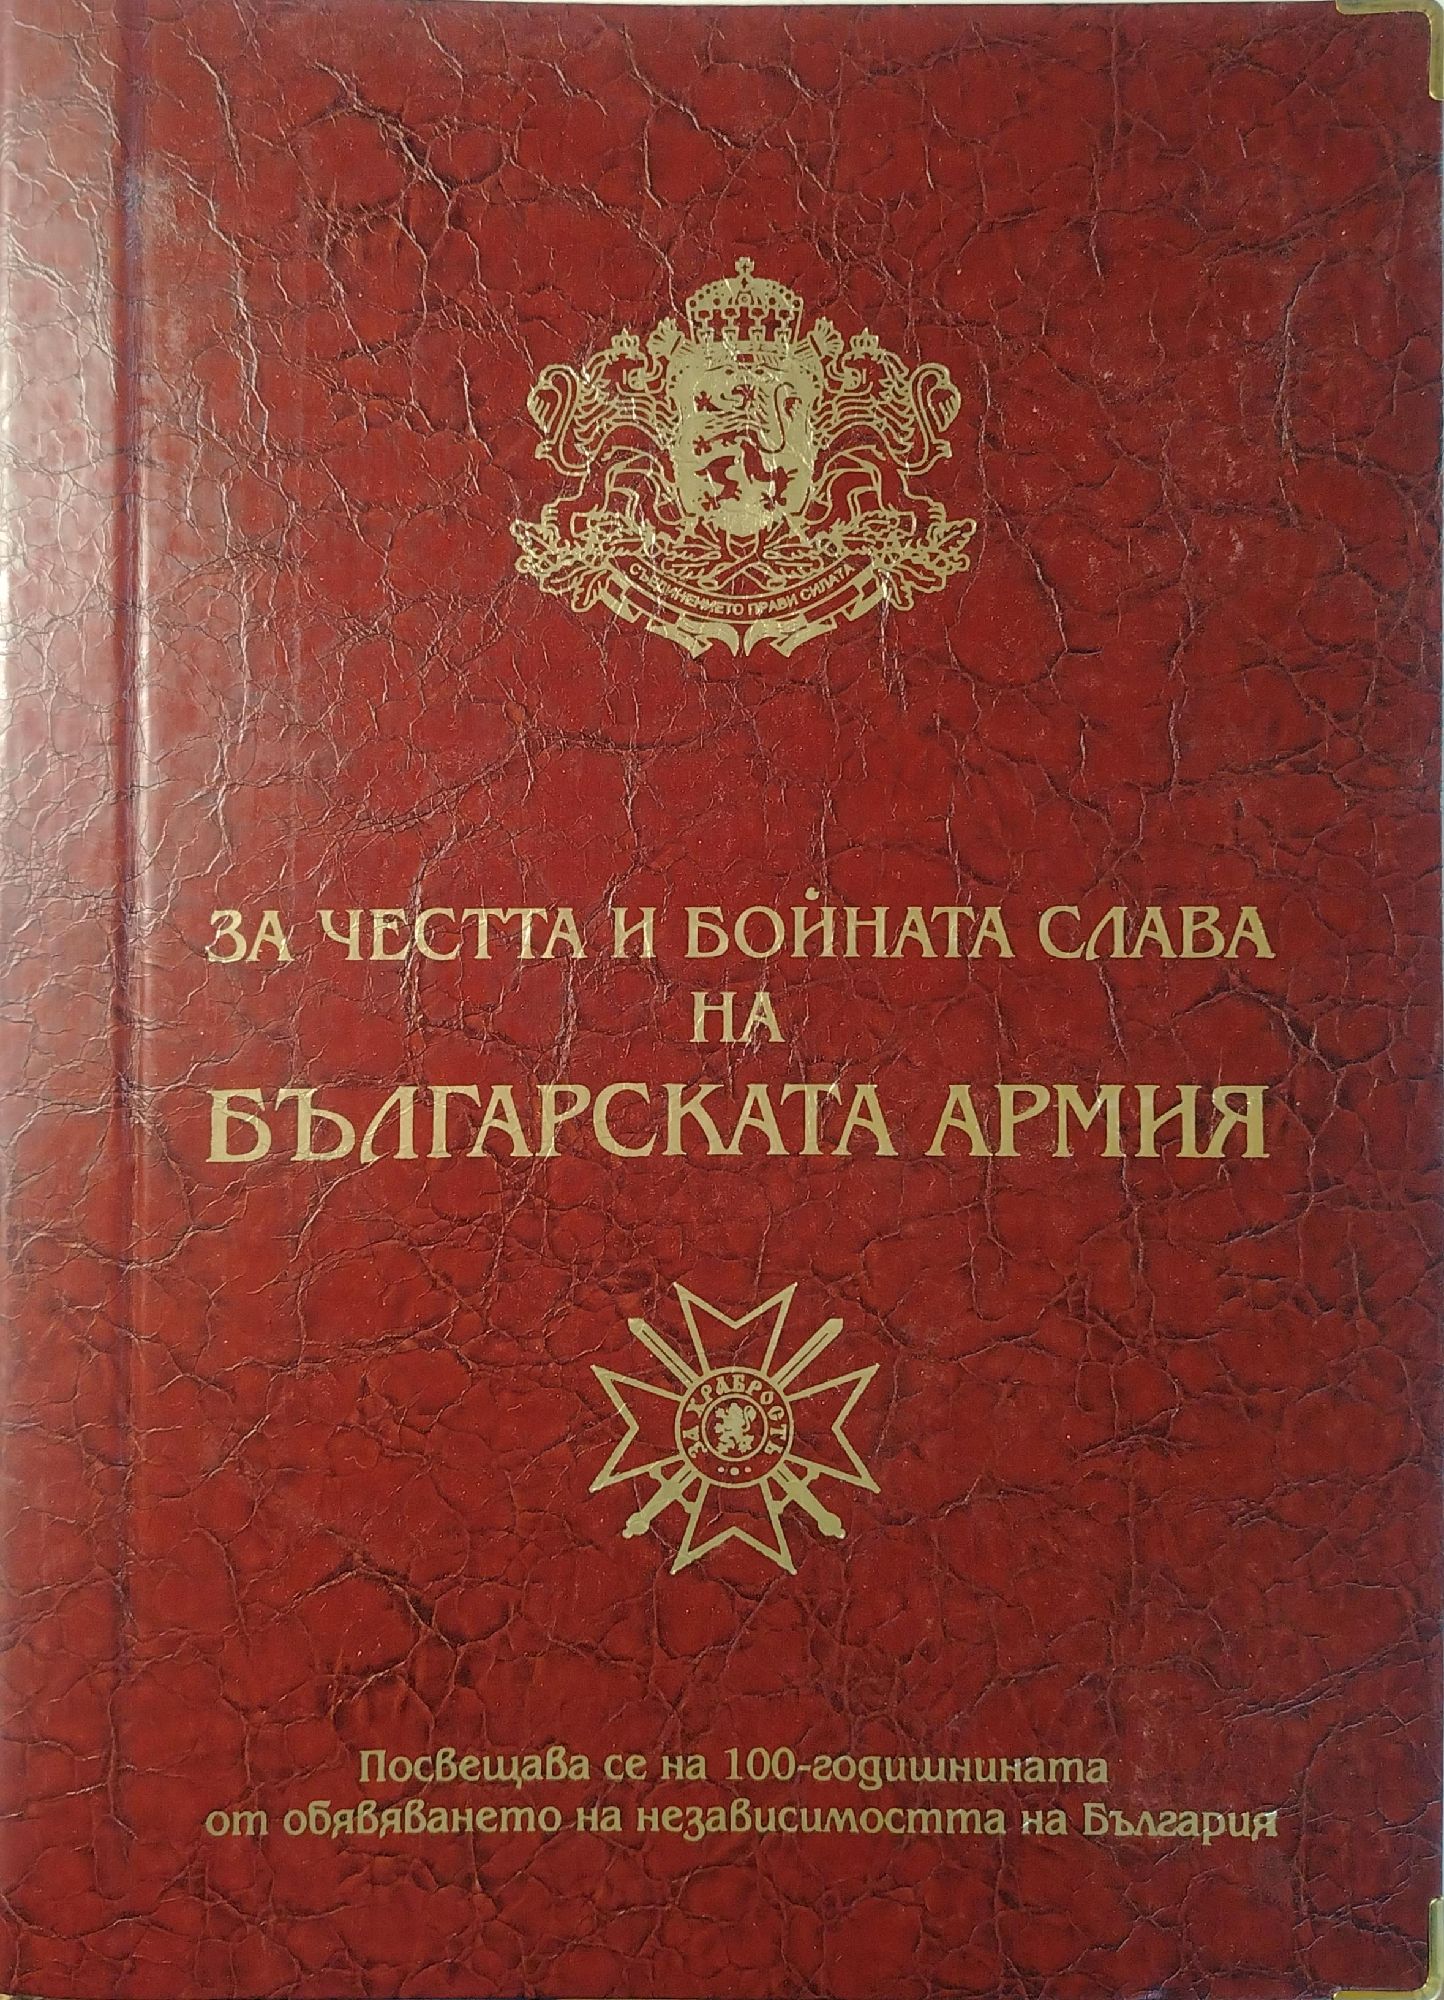 СЪЕДИНЕНИЕТО ПРАВИ СИЛАТА
ЗА ЧЕСТТА И БОЙНАТА СЛАВА
НА
БЪЛГАРСКАТА АРМИЯ
ЗА ХРАБРОСТЬ
Посвещава се на 100-годишнината
от обявяването на независимостта на България